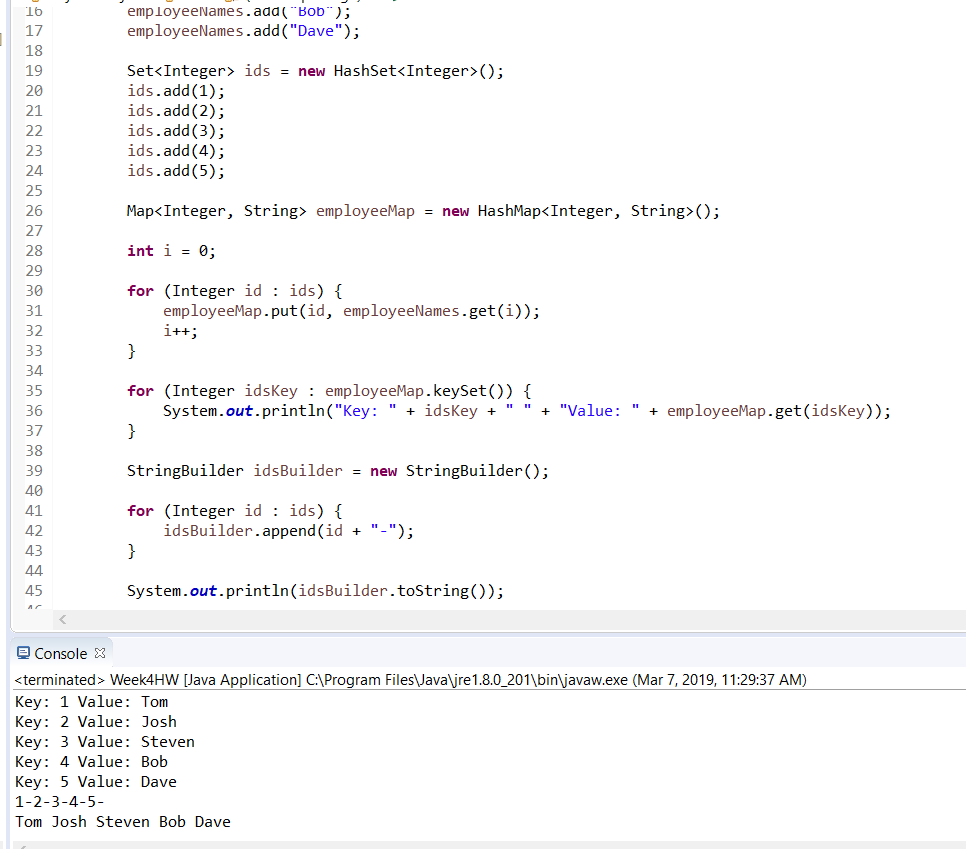 16 employeeNames.add("Bob");
17 employeeNames.add("Dave");
18
19 Set<Integer> ids = new HashSet<Integer>();
20 ids.add(1);
21 ids.add(2);
22 ids.add(3);
23 ids.add(4);
24 ids.add(5);
25
26 Map<Integer, String> employeeMap = new HashMap<Integer, String>();
27
28 int i = 0;
29
30 for (Integer id : ids) {
31 employeeMap.put(id, employeeNames.get(i));
32 i++;
33 }
34
35 for (Integer idsKey : employeeMap.keySet()) {
36 System.out.println("Key: " + idsKey + " " + "Value: " + employeeMap.get(idsKey));
37 }
38
39 StringBuilder idsBuilder = new StringBuilder();
40
41 for (Integer id : ids) {
42 idsBuilder.append(id + "-");
43 }
44
45 System.out.println(idsBuilder.toString());
Console
<terminated> Week4HW [Java Application] C:\Program Files\Java\jre1.8.0_201\bin\javaw.exe (Mar 7, 2019, 11:29:37 AM)
Key: 1 Value: Tom
Key: 2 Value: Josh
Key: 3 Value: Steven
Key: 4 Value: Bob
Key: 5 Value: Dave
1-2-3-4-5-
Tom Josh Steven Bob Dave